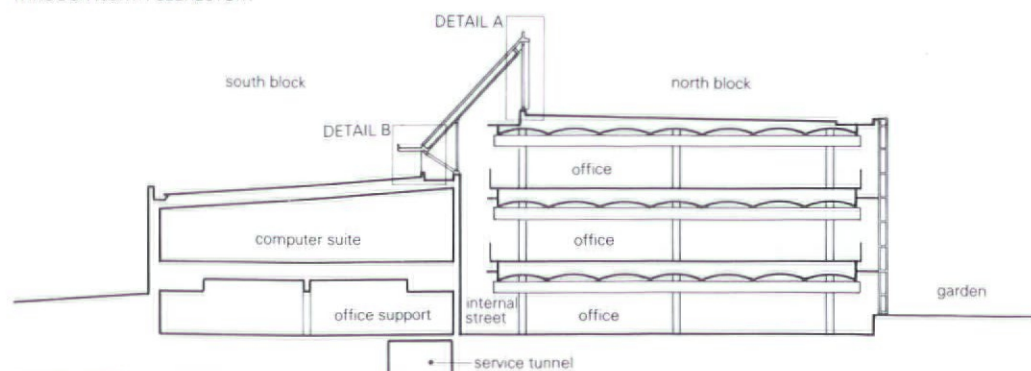 DETAIL A
south block
north block
DETAIL B
office
computer suite
office
office support
internal
street
office
garden
service tunnel